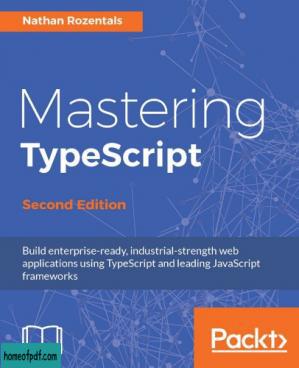 Nathan Rozentals
Mastering
TypeScript
Second Edition
Build enterprise-ready, industrial-strength web
applications using TypeScript and leading JavaScript
frameworks
Packt>
homeofpdf.com